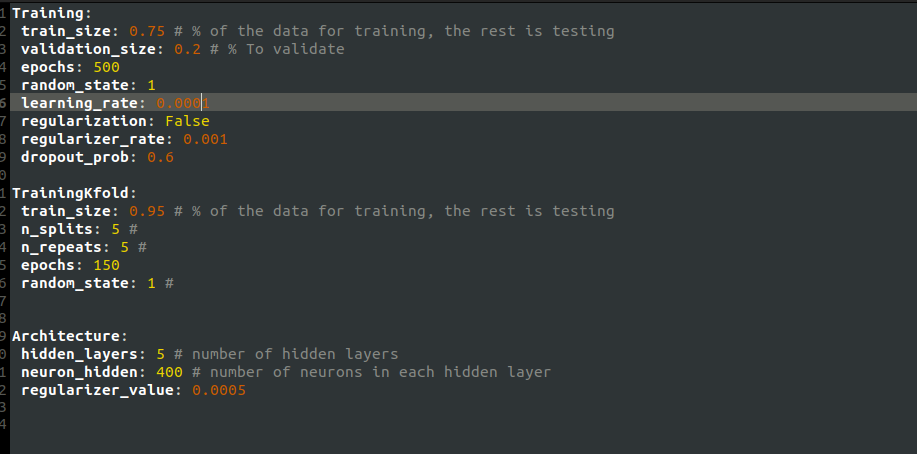 1 Training:
2 train_size: 0.75 # % of the data for training, the rest is testing
3 validation_size: 0.2 # % To validate
4 epochs: 500
5 random_state: 1
6 learning_rate: 0.0001
7 regularization: False
8 regularizer_rate: 0.001
9 dropout_prob: 0.6
0
1 TrainingKfold:
2 train_size: 0.95 # % of the data for training, the rest is testing
3 n_splits: 5 #
4 n_repeats: 5 #
5 epochs: 150
6 random_state: 1 #
7
8
9 Architecture:
0 hidden_layers: 5 # number of hidden layers
1 neuron_hidden: 400 # number of neurons in each hidden layer
2 regularizer_value: 0.0005
3
4